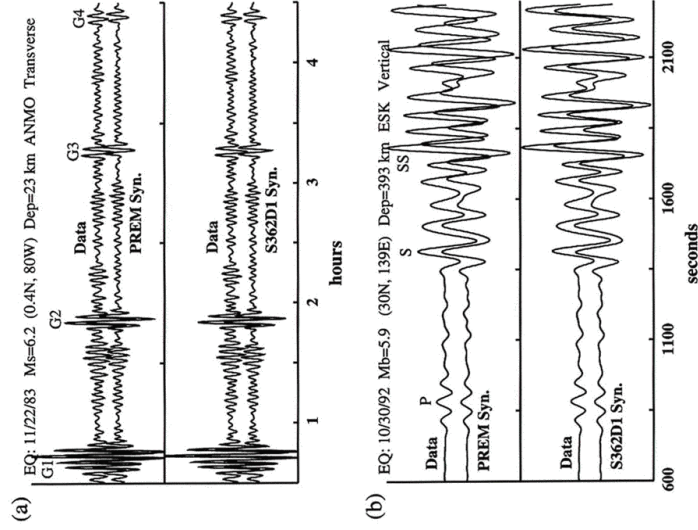 (a)
EQ: 11/22/83 Ms=6.2 (0.4N, 80W) Dep=23 km ANMO Transverse
G1
G2
G3
G4
Data
PREM Syn.
Data
S362D1 Syn.
1
2
3
4
hours
(b)
EQ: 10/30/92 Mb=5.9 (30N, 139E) Dep=393 km ESK Vertical
P
S
SS
Data
PREM Syn.
Data
S362D1 Syn.
600
1100
1600
2100
seconds